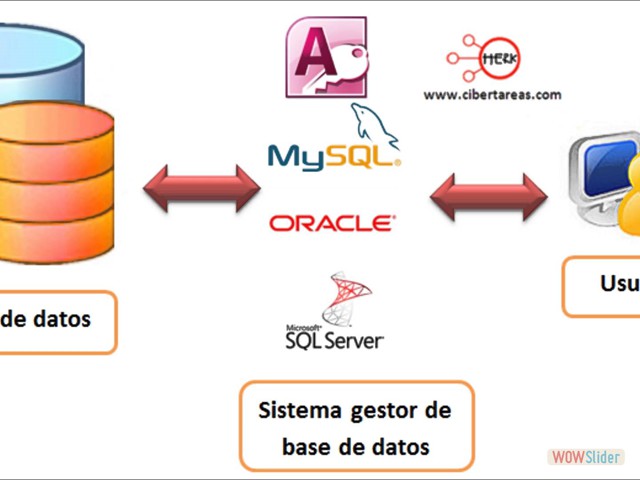 A
HERK
www.cibertareas.com
MySQL®
ORACLE®
Microsoft®
SQL Server
de datos
Usu
Sistema gestor de
base de datos
WOWSlider